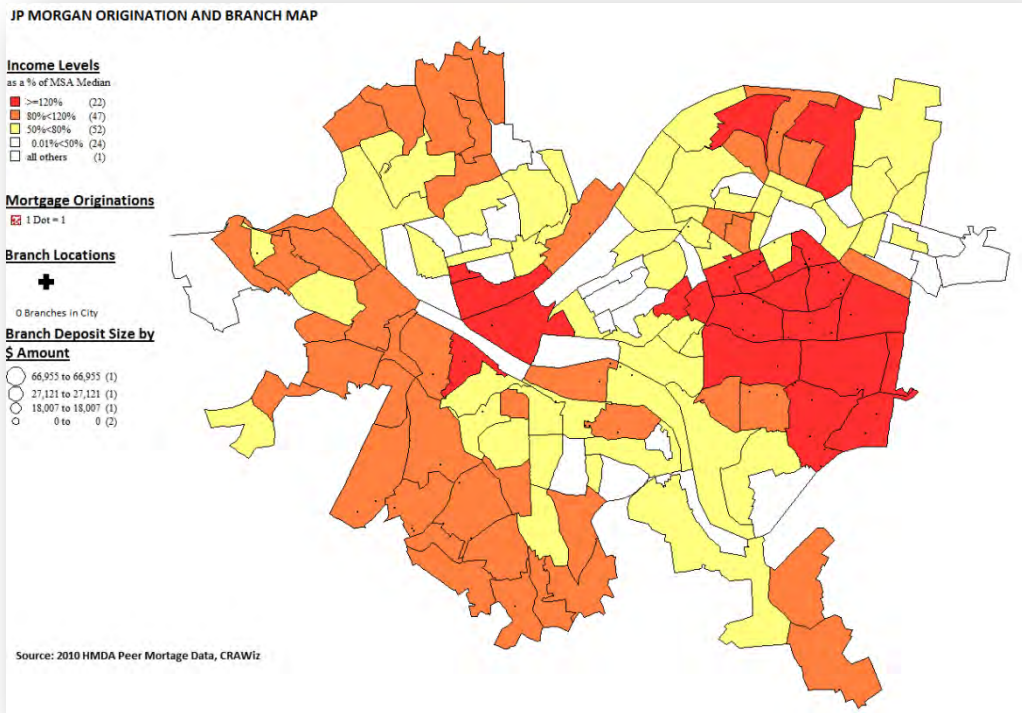 JP MORGAN ORIGINATION AND BRANCH MAP
Income Levels
as a % of MSA Median
>=120% (22)
80%<120% (47)
50%<80% (52)
0.01%<50% (24)
all others (1)
Mortgage Originations
1 Dot = 1
Branch Locations
0 Branches in City
Branch Deposit Size by
$ Amount
66,955 to 66,955 (1)
27,121 to 27,121 (1)
18,007 to 18,007 (1)
0 to 0 (2)
Source: 2010 HMDA Peer Mortage Data, CRAWiz